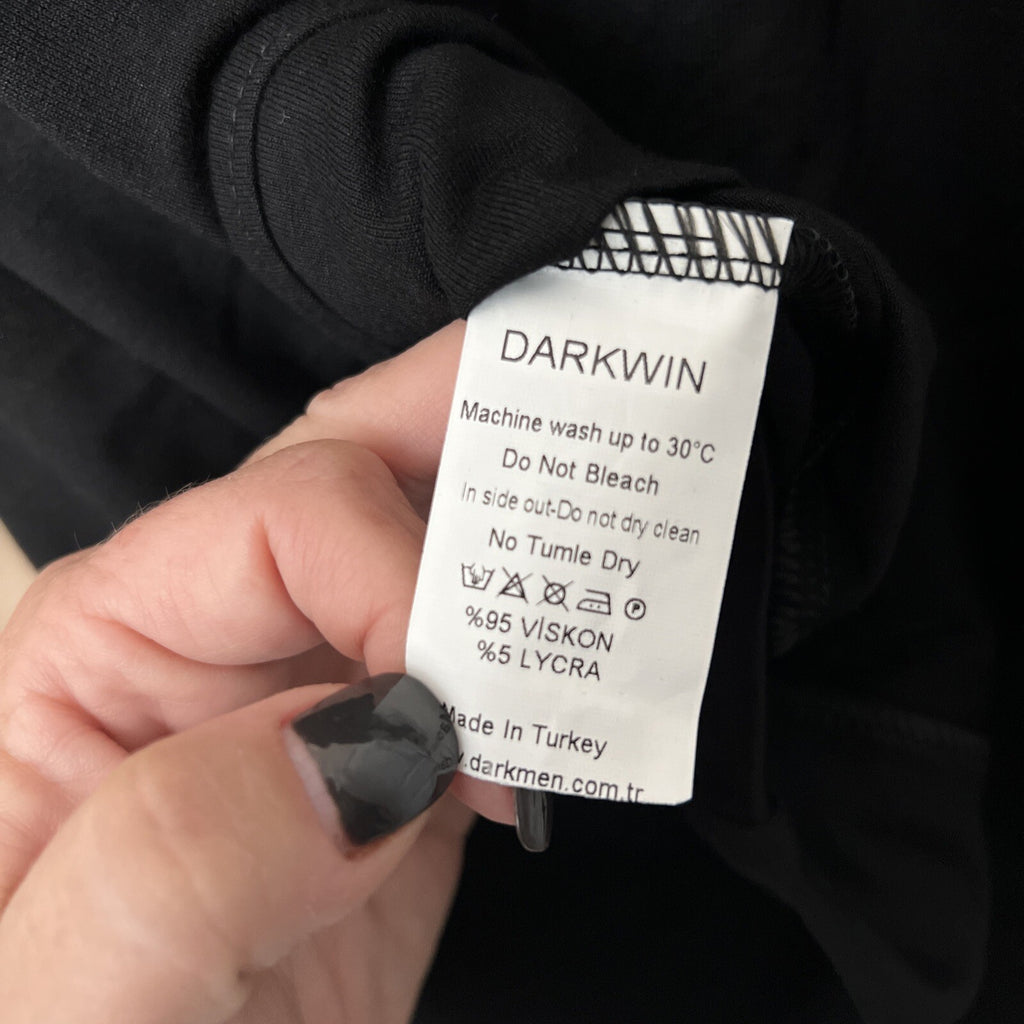 DARKWIN
Machine wash up to 30°C
Do Not Bleach
In side out-Do not dry clean
No Tumle Dry
P
%95 VİSKON
%5 LYCRA
Made In Turkey
.darkmen.com.tr